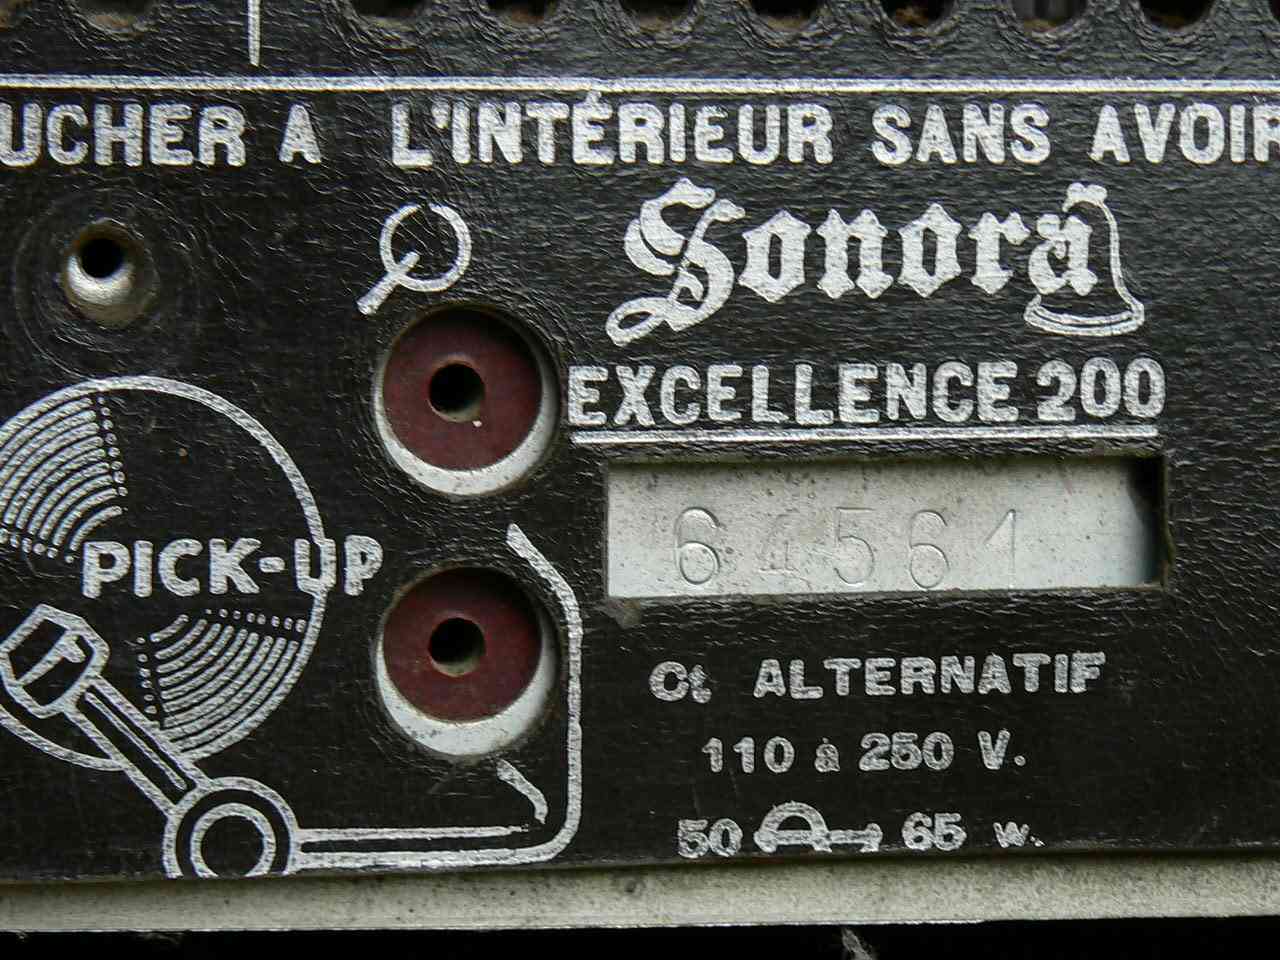 UCHER A L'INTÉRIEUR SANS AVOIR
Sonora
EXCELLENCE 200
64561
PICK-UP
Ct ALTERNATIF
110 à 250 V.
50 65 W.